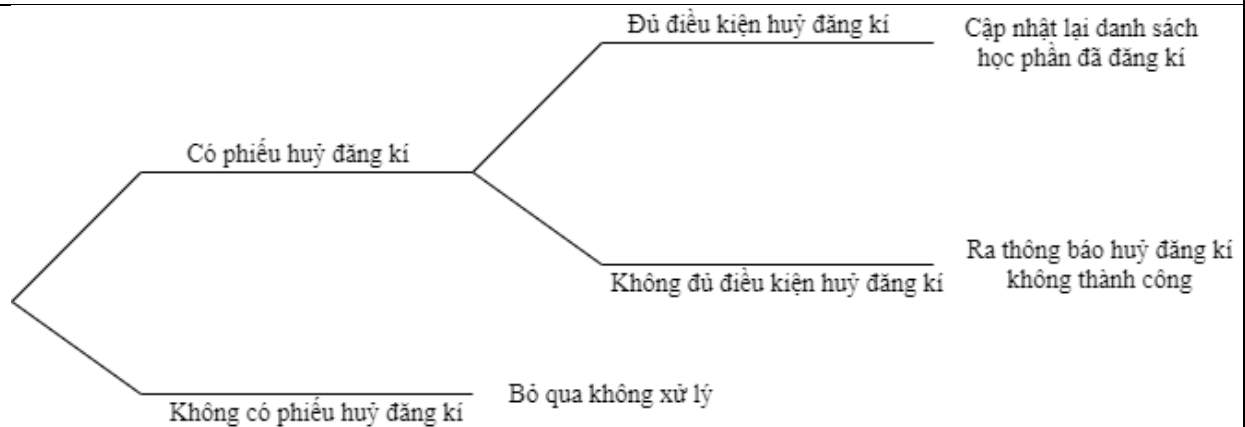 Đủ điều kiện huỷ đăng kí
Cập nhật lại danh sách
học phần đã đăng kí
Có phiếu huỷ đăng kí
Không đủ điều kiện huỷ đăng kí
Ra thông báo huỷ đăng kí
không thành công
Không có phiếu huỷ đăng kí
Bỏ qua không xử lý